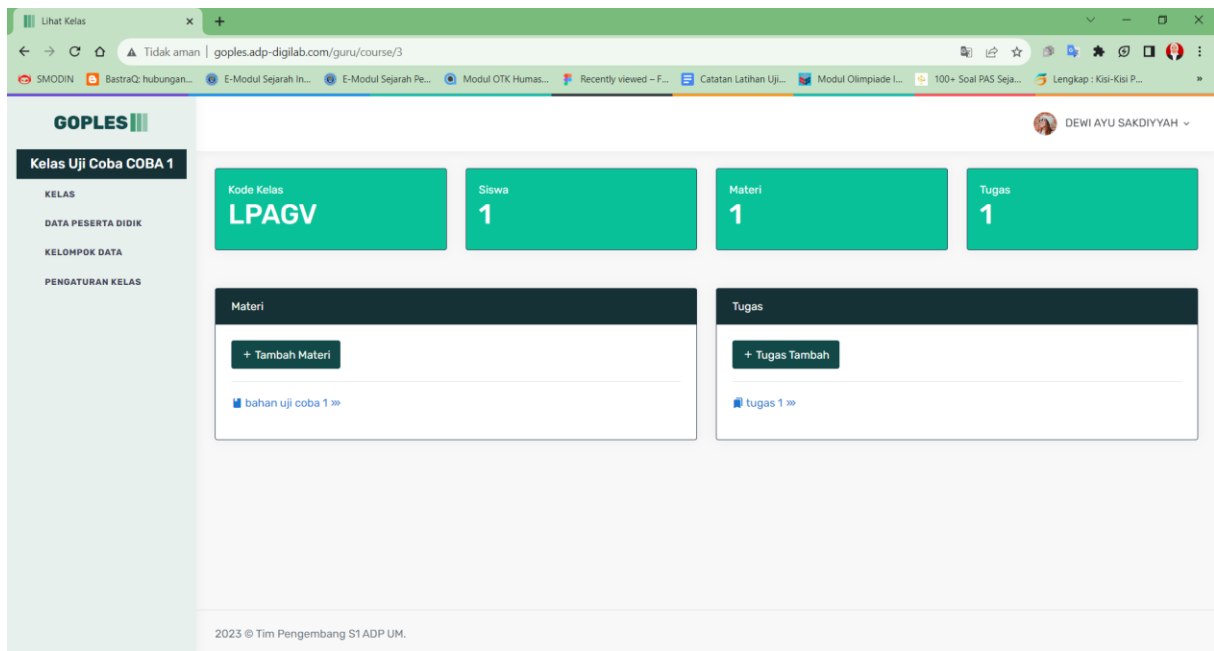 Lihat Kelas
Tidak aman | goples.adp-digilab.com/guru/course/3
SMODIN BastraQ: hubungan... E-Modul Sejarah In... E-Modul Sejarah Pe... Modul OTK Humas... Recently viewed – F... Catatan Latihan Uji... Modul Olimpiade I... 100+ Soal PAS Seja... Lengkap : Kisi-Kisi P... »
GOPLES
DEWI AYU SAKDIYYAH
Kelas Uji Coba COBA 1
KELAS
DATA PESERTA DIDIK
KELOMPOK DATA
PENGATURAN KELAS
Kode Kelas
LPAGV
Siswa
1
Materi
1
Tugas
1
Materi
+ Tambah Materi
bahan uji coba 1 »»
Tugas
+ Tugas Tambah
tugas 1 »»
2023 © Tim Pengembang S1 ADP UM.